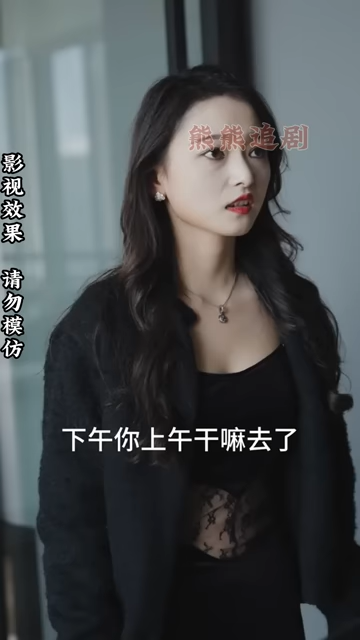 熊熊追剧
影视效果 请勿模仿
下午你上午干嘛去了